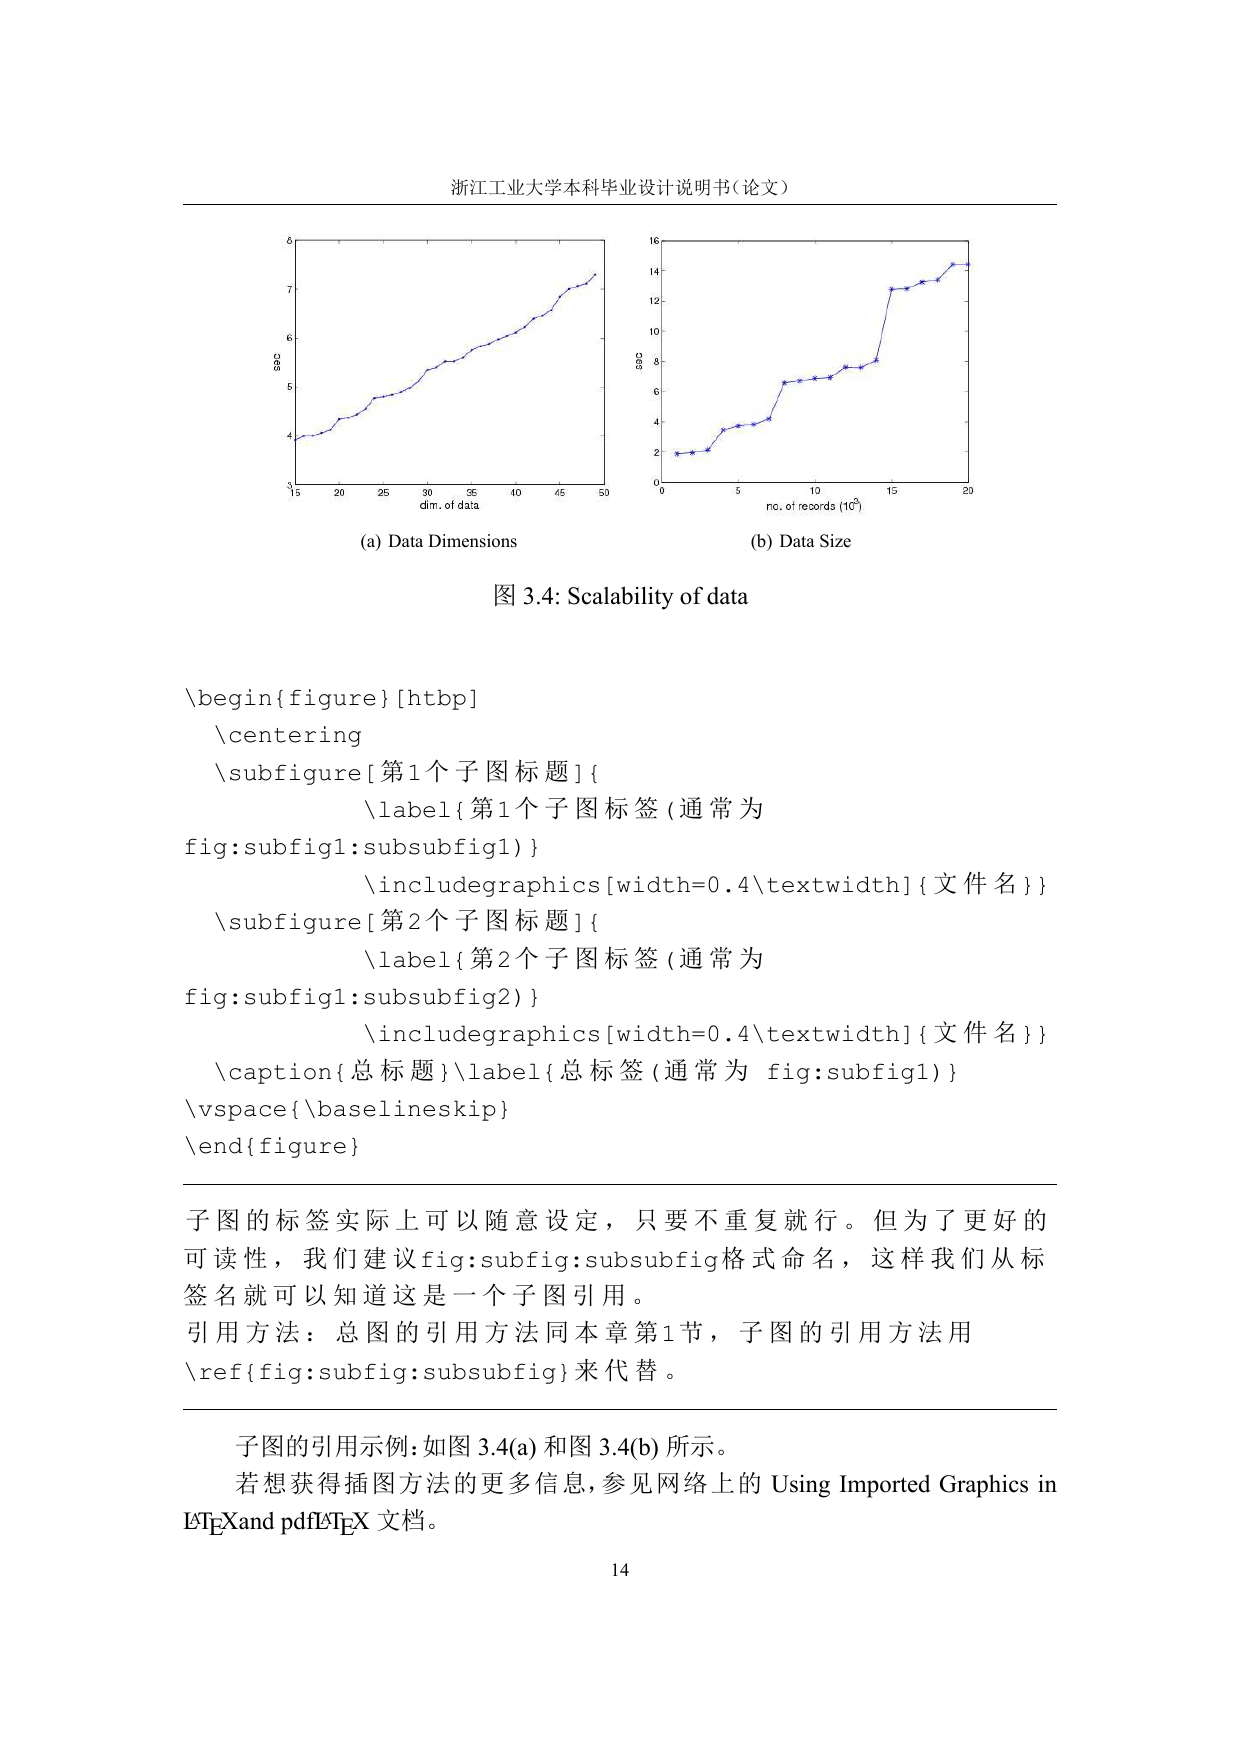 浙江工业大学本科毕业设计说明书（论文）
8
7
6
5
4
3
sec
15 20 25 30 35 40 45 50
dim. of data
16
14
12
10
8
6
4
2
0
sec
0 5 10 15 20
no. of records (10³)
(a) Data Dimensions
(b) Data Size
图 3.4: Scalability of data
\begin{figure}[htbp]
\centering
\subfigure[第1个子图标题]{
\label{第1个子图标签(通常为
fig:subfig1:subsubfig1)}
\includegraphics[width=0.4\textwidth]{文件名}}
\subfigure[第2个子图标题]{
\label{第2个子图标签(通常为
fig:subfig1:subsubfig2)}
\includegraphics[width=0.4\textwidth]{文件名}}
\caption{总标题}\label{总标签(通常为 fig:subfig1)}
\vspace{\baselineskip}
\end{figure}
子图的标签实际上可以随意设定，只要不重复就行。但为了更好的
可读性，我们建议fig:subfig:subsubfig格式命名，这样我们从标
签名就可以知道这是一个子图引用。
引用方法：总图的引用方法同本章第1节，子图的引用方法用
\ref{fig:subfig:subsubfig}来代替。
子图的引用示例：如图 3.4(a) 和图 3.4(b) 所示。
若想获得插图方法的更多信息，参见网络上的 Using Imported Graphics in
LATEXand pdfLATEX 文档。
14